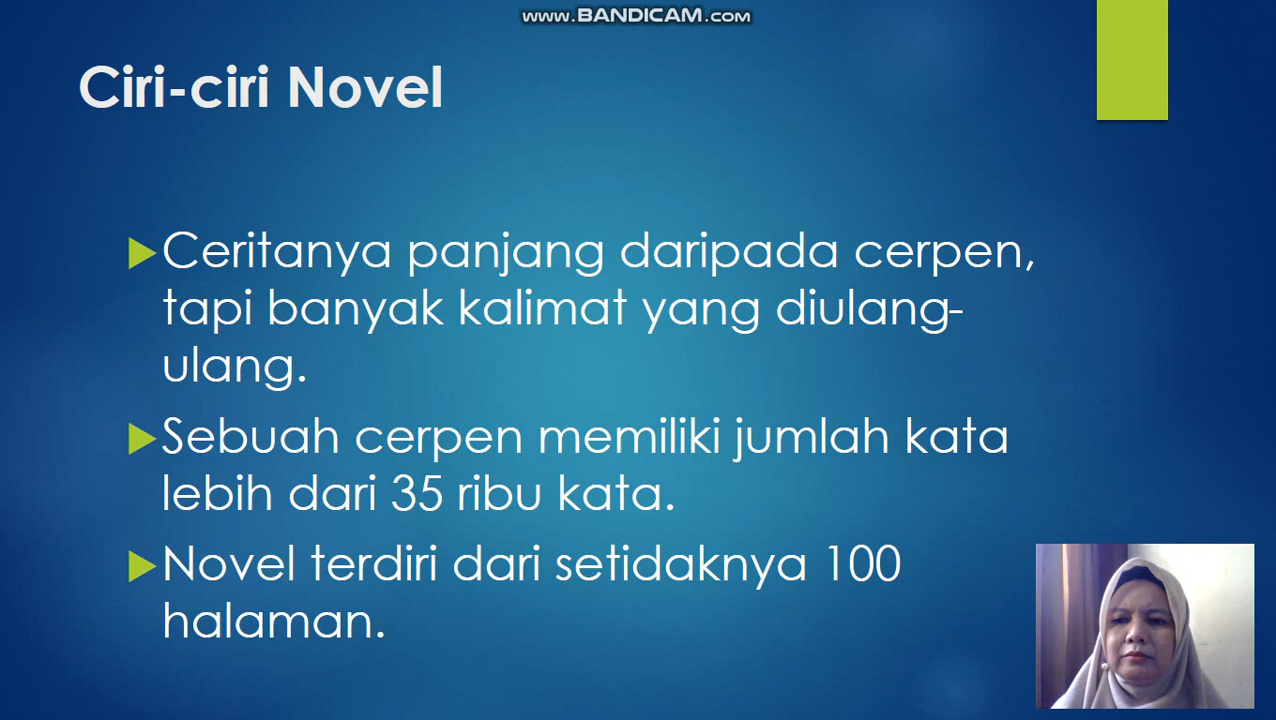 www.BANDICAM.com
Ciri-ciri Novel
Ceritanya panjang daripada cerpen,
tapi banyak kalimat yang diulang-
ulang.
Sebuah cerpen memiliki jumlah kata
lebih dari 35 ribu kata.
Novel terdiri dari setidaknya 100
halaman.